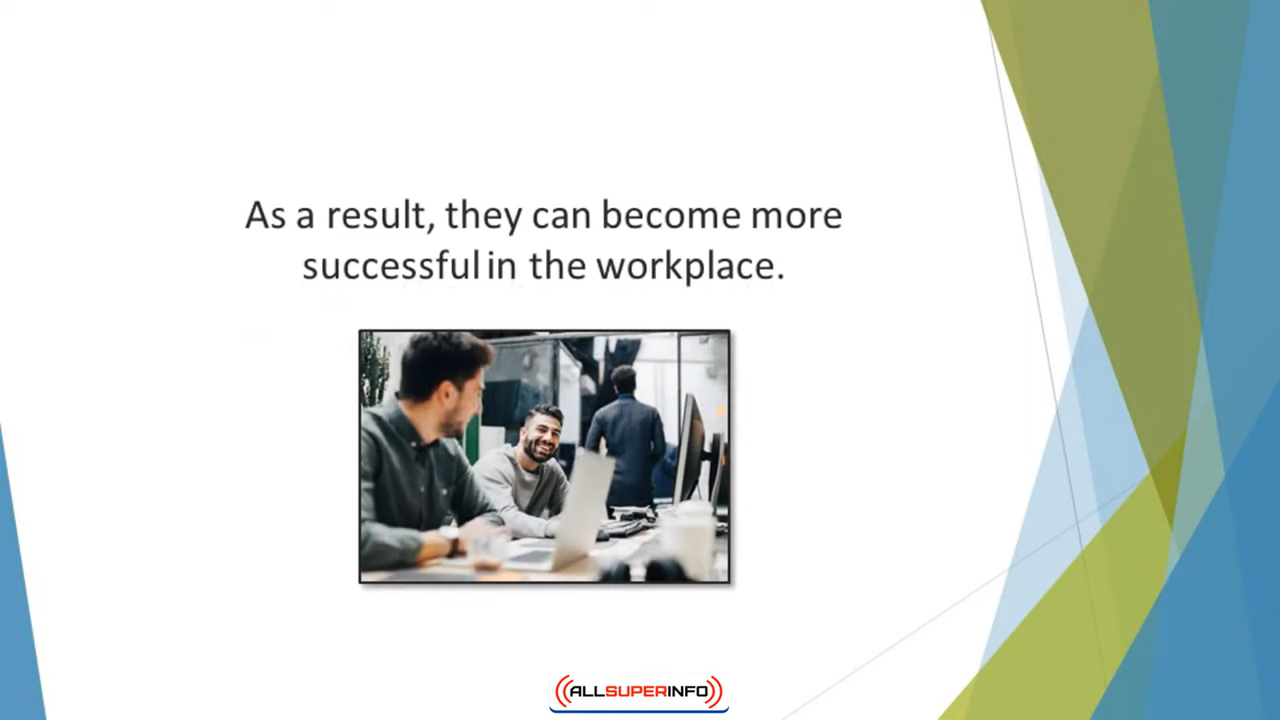 As a result, they can become more
successful in the workplace.
ALLSUPERINFO